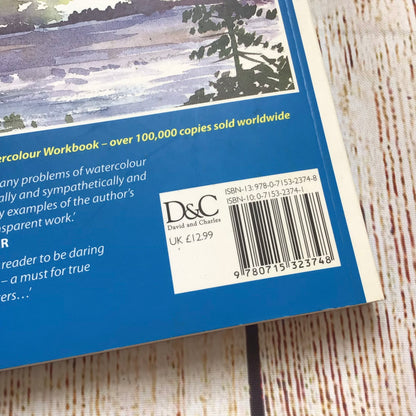 Workbook – over 100,000 copies sold worldwide
any problems of watercolour
ally and sympathetically and
y examples of the author's
nsparent work.'
R
reader to be daring
– a must for true
ers...'
D&C
David and Charles
UK £12.99
ISBN-13: 978-0-7153-2374-8
ISBN-10: 0-7153-2374-1
9 780715 323748